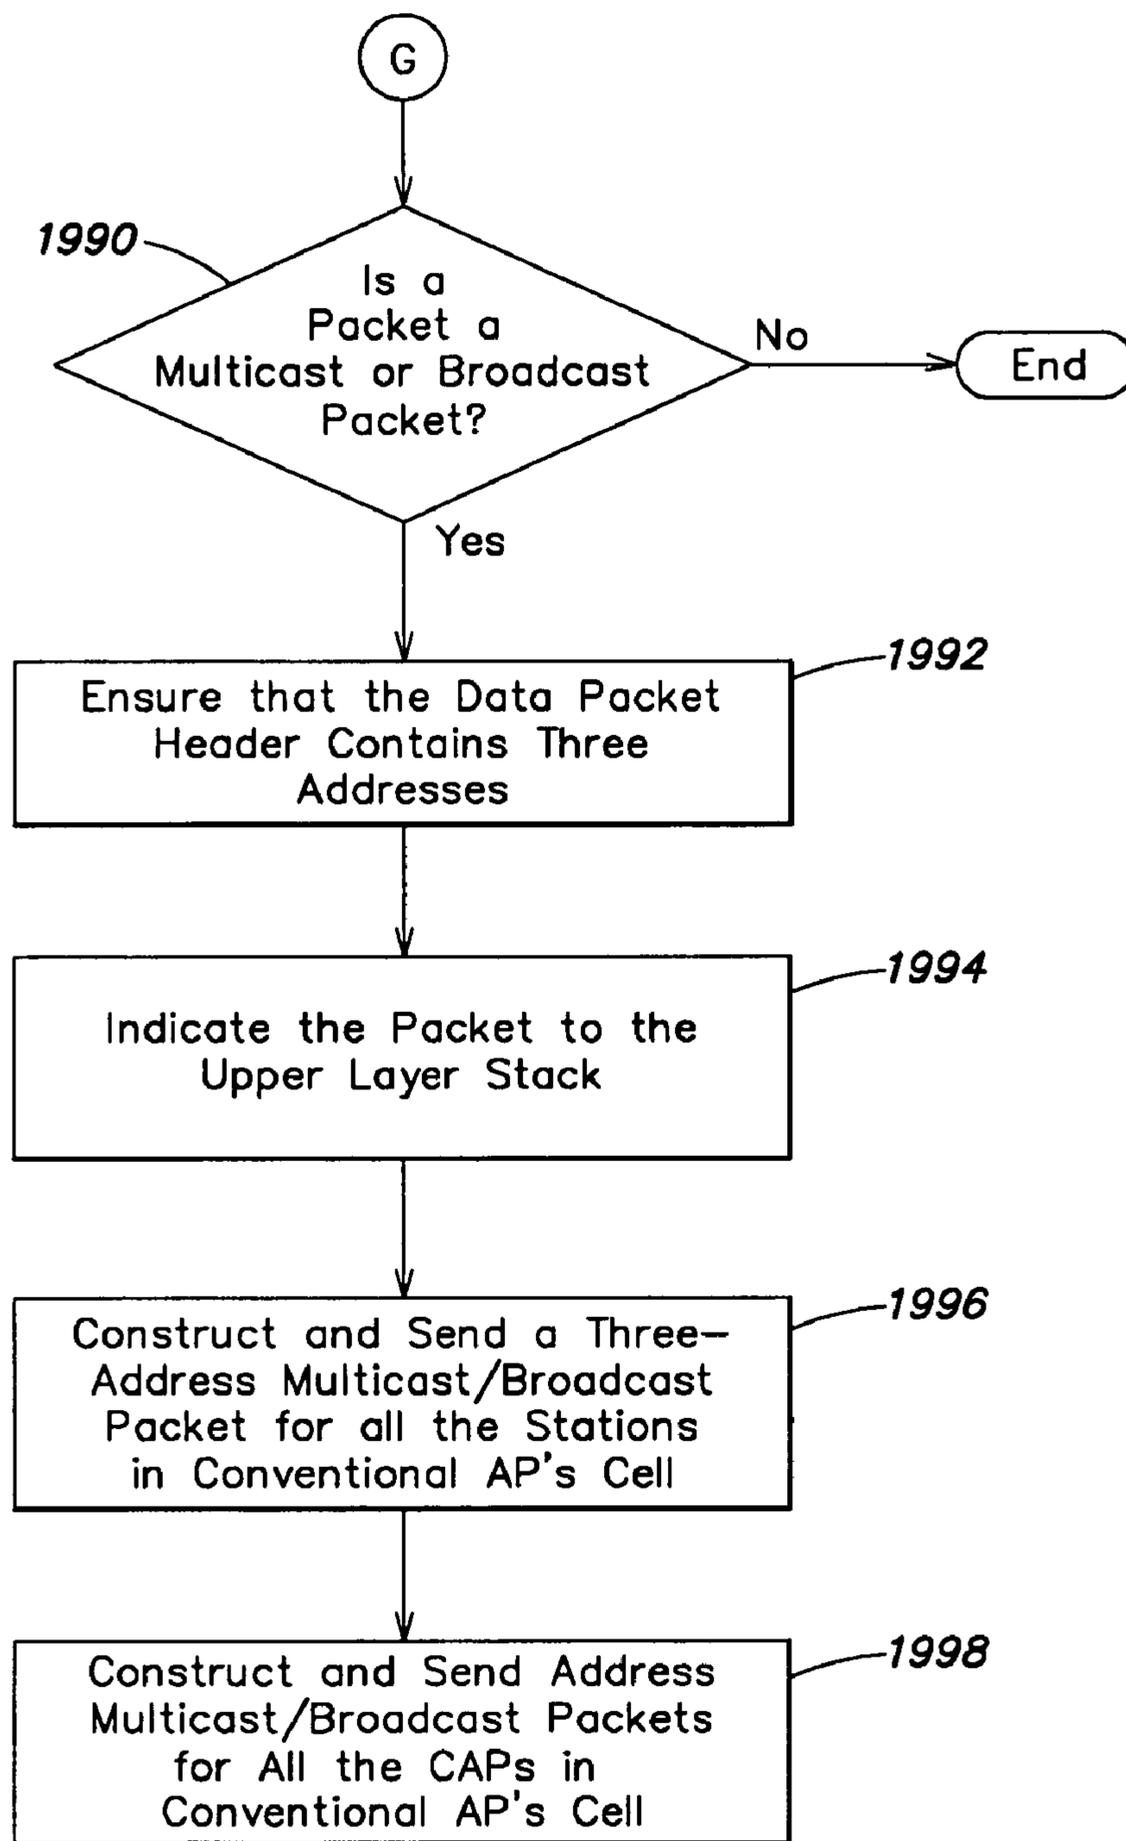 G
1990
Is a
Packet a
Multicast or Broadcast
Packet?
No
End
Yes
1992
Ensure that the Data Packet
Header Contains Three
Addresses
1994
Indicate the Packet to the
Upper Layer Stack
1996
Construct and Send a Three-
Address Multicast/Broadcast
Packet for all the Stations
in Conventional AP's Cell
1998
Construct and Send Address
Multicast/Broadcast Packets
for All the CAPs in
Conventional AP's Cell